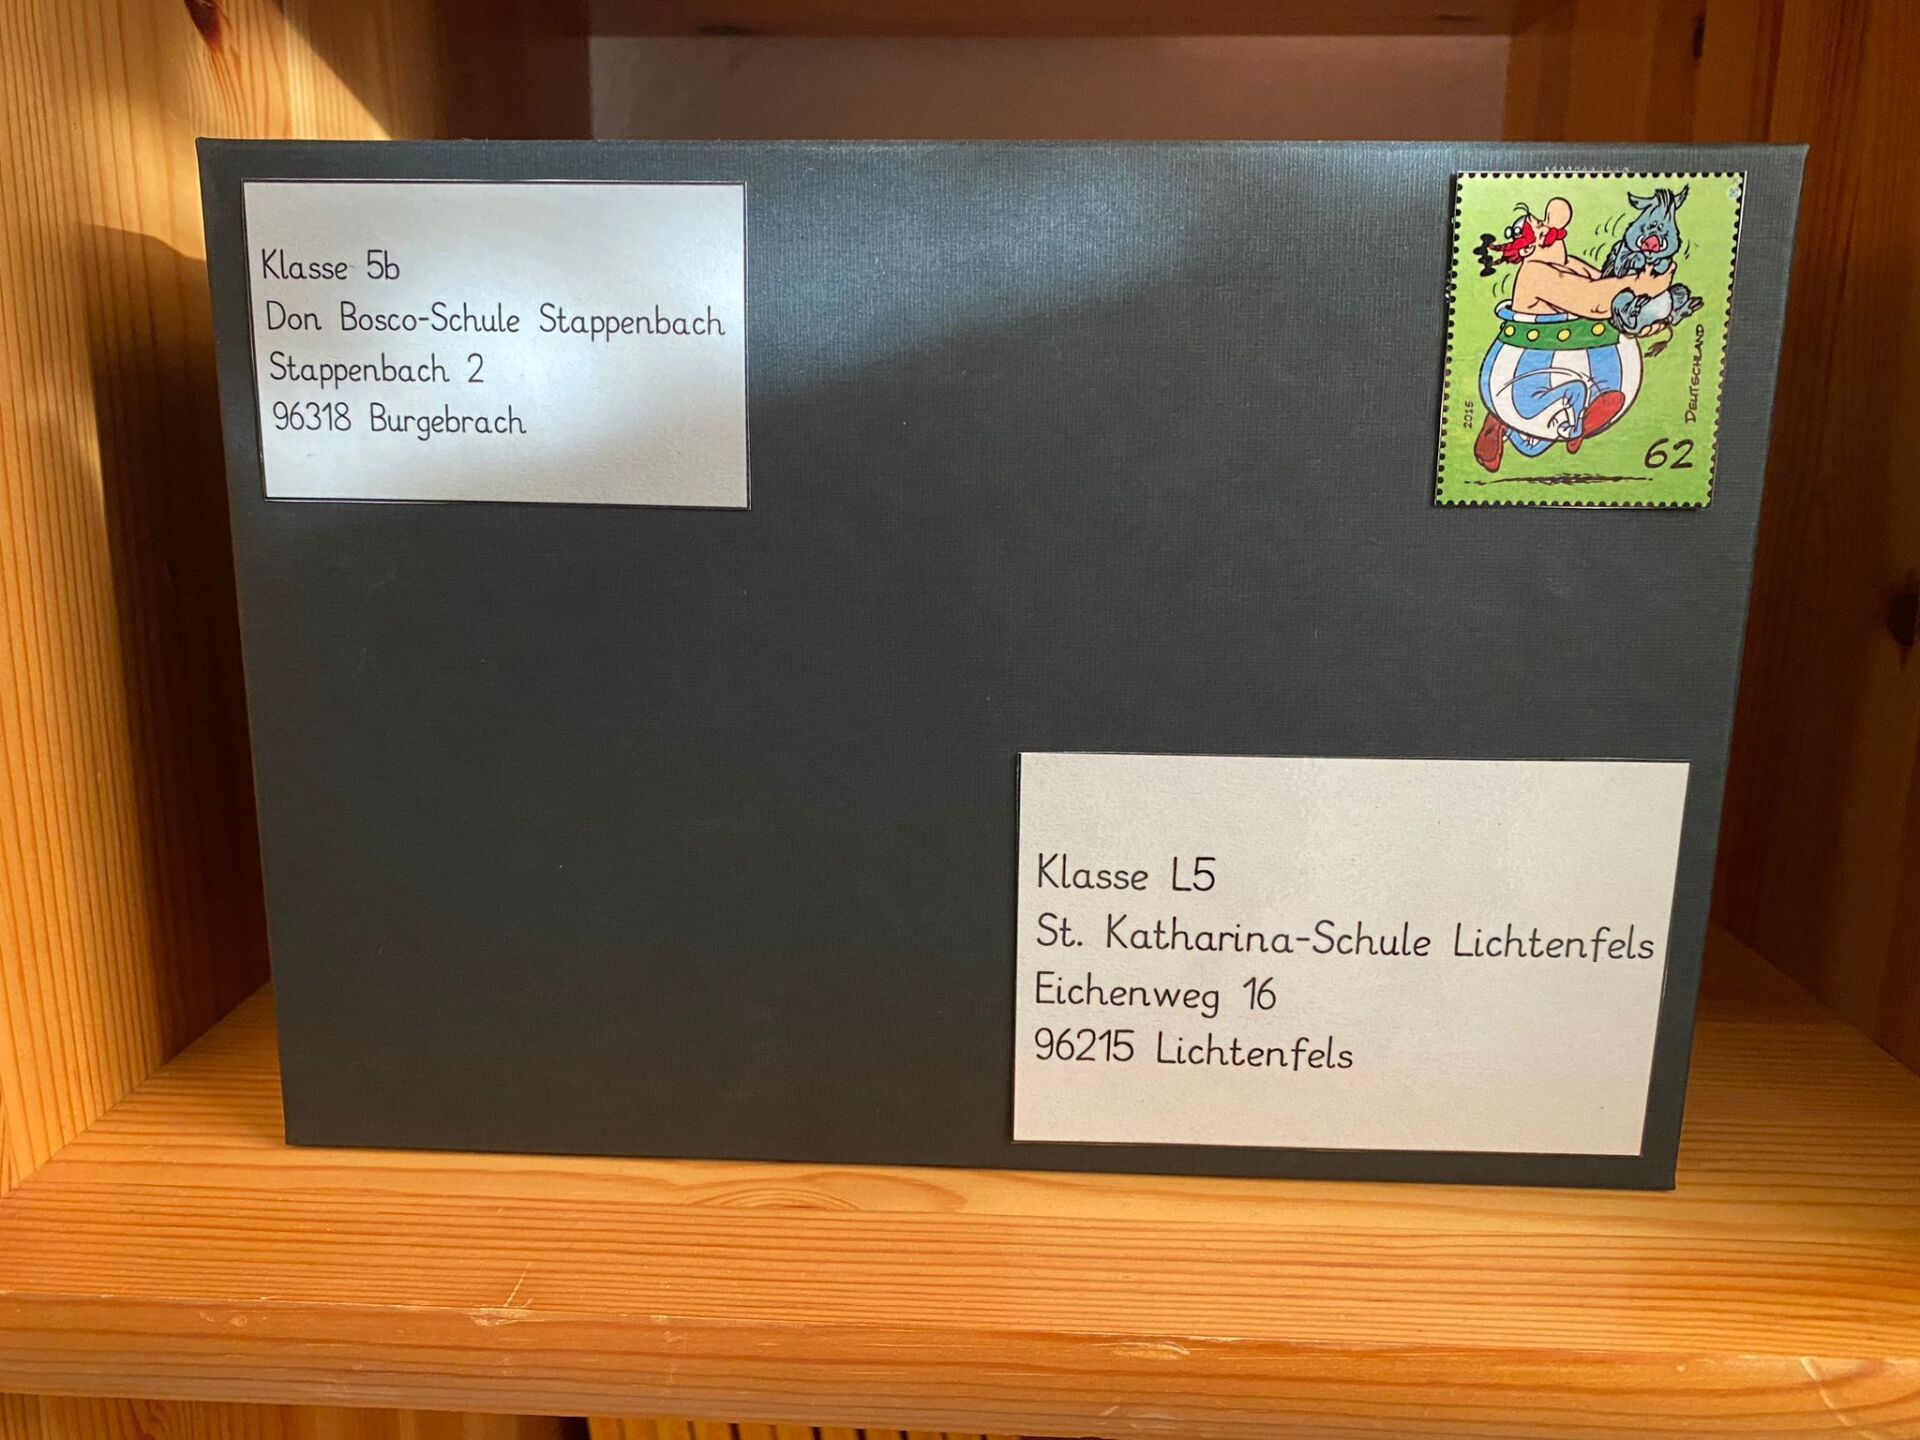 Klasse 5b
Don Bosco-Schule Stappenbach
Stappenbach 2
96318 Burgebrach
2015
DEUTSCHLAND
62
Klasse L5
St. Katharina-Schule Lichtenfels
Eichenweg 16
96215 Lichtenfels